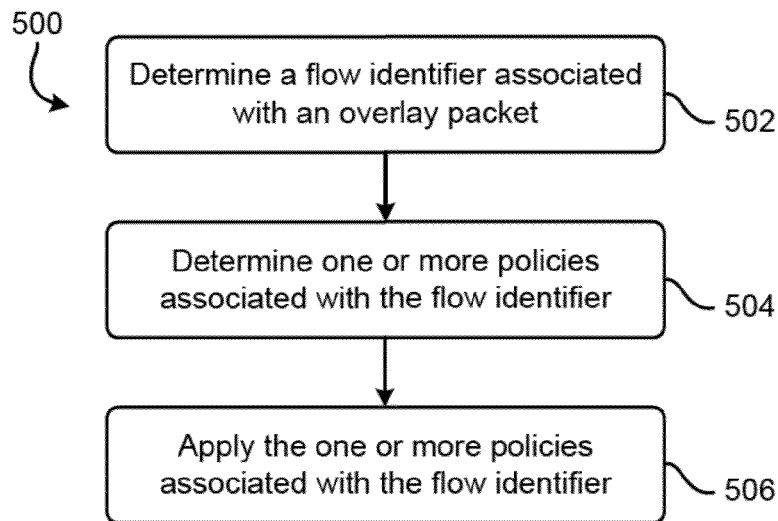 500
Determine a flow identifier associated
with an overlay packet
502
Determine one or more policies
associated with the flow identifier
504
Apply the one or more policies
associated with the flow identifier
506